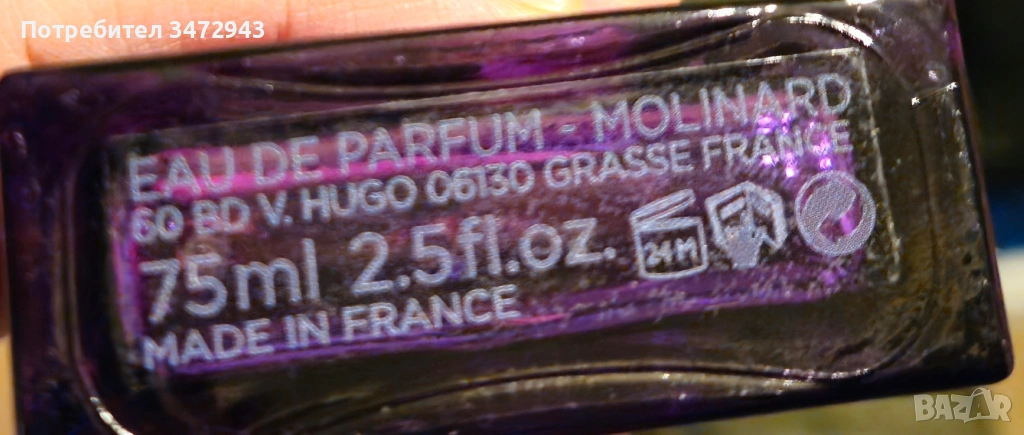 Потребител 3472943
EAU DE PARFUM - MOLINARD
60 BD V. HUGO 06130 GRASSE FRANCE
75ml 2.5fl.oz.
24M
MADE IN FRANCE
BAZAR